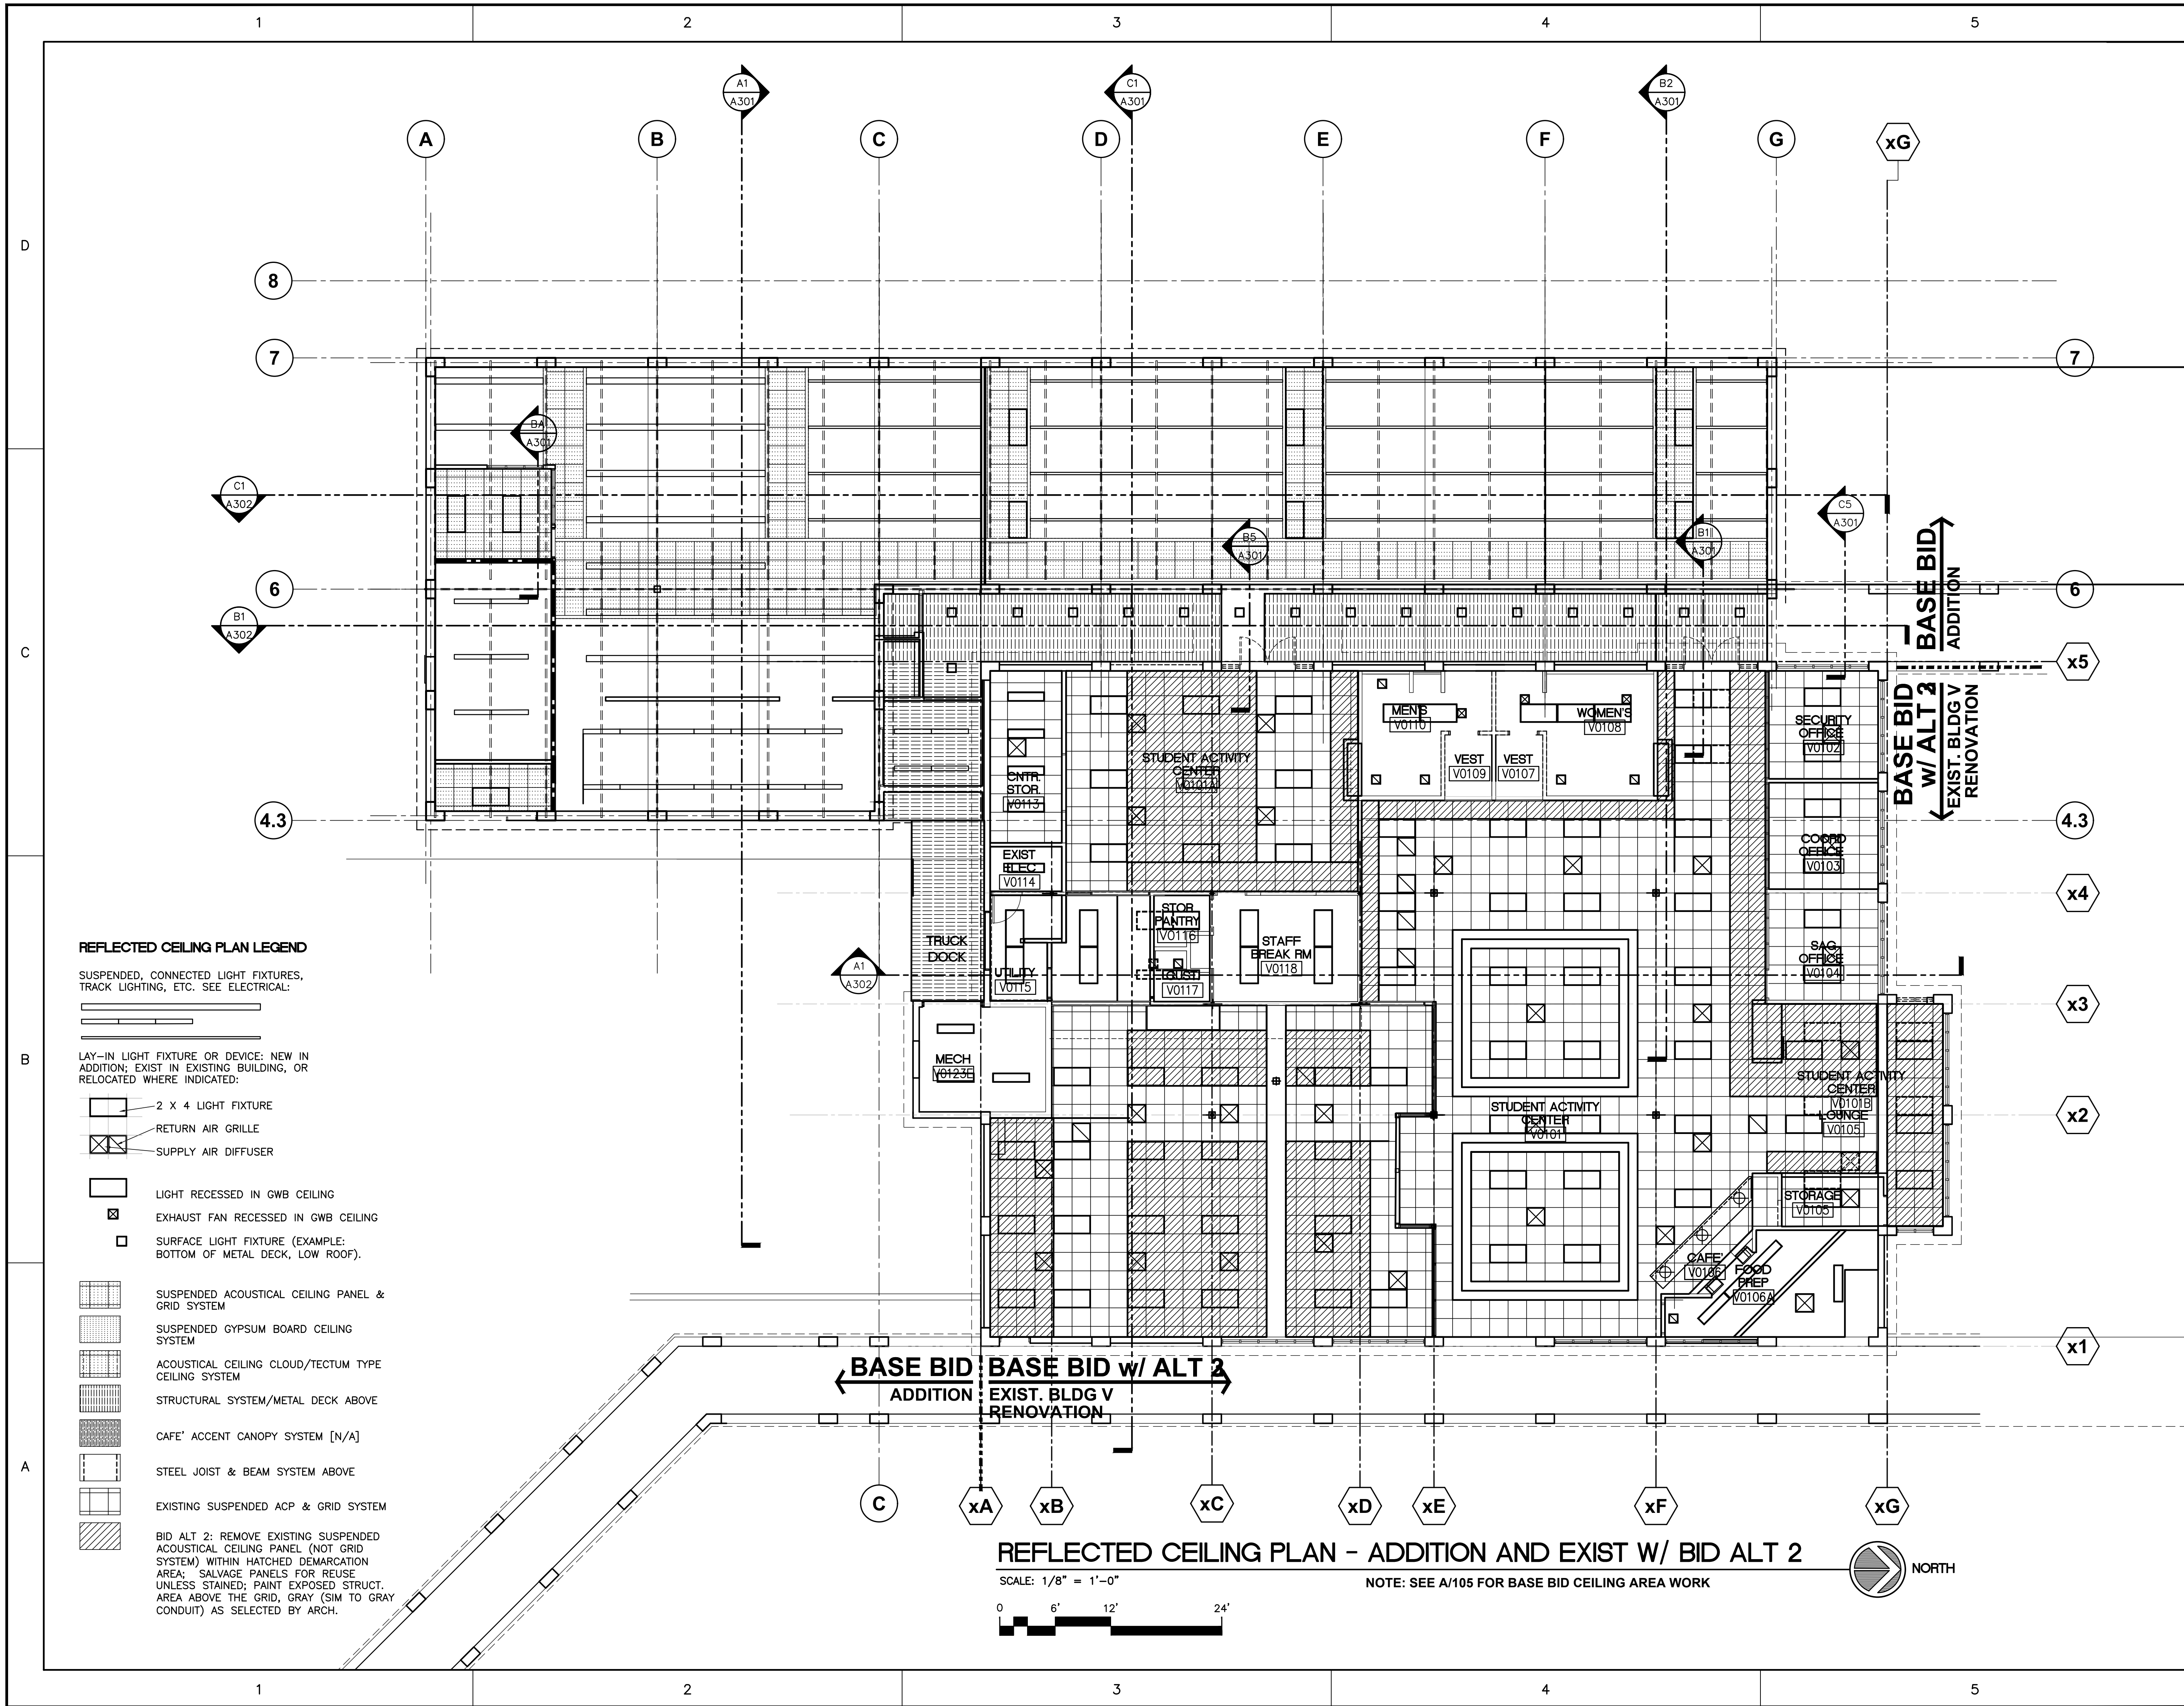 1 2 3 4 5
D
C
B
A
A1
A301
C1
A301
B2
A301
A B C D E F G xG
8
7 7
BA
A301
C1
A302
C5
A301
B5
A301
B1
A301
6 6
B1
A302
BASE BID
ADDITION
x5
BASE BID
w/ ALT 2
EXIST. BLDG V
RENOVATION
MEN'S
V0110
WOMEN'S
V0108
SECURITY
OFFICE
V0102
STUDENT ACTIVITY
CENTER
V0101A
VEST
V0109
VEST
V0107
CNTR.
STOR.
V0113
4.3 4.3
COORD
OFFICE
V0103
EXIST
ELEC
V0114
x4
STOR
PANTRY
V0116
TRUCK
DOCK
STAFF
BREAK RM
V0118
SAG
OFFICE
V0104
A1
A302
UTILITY
V0115
V0117
x3
MECH
V0123E
STUDENT ACTIVITY
CENTER
V0101B
LOUNGE
V0105
STUDENT ACTIVITY
CENTER
V0101
x2
STORAGE
V0105
CAFE'
V0106
FOOD
PREP
V0106A
x1
BASE BID
ADDITION
BASE BID w/ ALT 2
EXIST. BLDG V
RENOVATION
C xA xB xC xD xE xF xG
REFLECTED CEILING PLAN LEGEND
SUSPENDED, CONNECTED LIGHT FIXTURES,
TRACK LIGHTING, ETC. SEE ELECTRICAL:
LAY-IN LIGHT FIXTURE OR DEVICE: NEW IN
ADDITION; EXIST IN EXISTING BUILDING, OR
RELOCATED WHERE INDICATED:
2 X 4 LIGHT FIXTURE
RETURN AIR GRILLE
SUPPLY AIR DIFFUSER
LIGHT RECESSED IN GWB CEILING
EXHAUST FAN RECESSED IN GWB CEILING
SURFACE LIGHT FIXTURE (EXAMPLE:
BOTTOM OF METAL DECK, LOW ROOF).
SUSPENDED ACOUSTICAL CEILING PANEL &
GRID SYSTEM
SUSPENDED GYPSUM BOARD CEILING
SYSTEM
ACOUSTICAL CEILING CLOUD/TECTUM TYPE
CEILING SYSTEM
STRUCTURAL SYSTEM/METAL DECK ABOVE
CAFE' ACCENT CANOPY SYSTEM [N/A]
STEEL JOIST & BEAM SYSTEM ABOVE
EXISTING SUSPENDED ACP & GRID SYSTEM
BID ALT 2: REMOVE EXISTING SUSPENDED
ACOUSTICAL CEILING PANEL (NOT GRID
SYSTEM) WITHIN HATCHED DEMARCATION
AREA; SALVAGE PANELS FOR REUSE
UNLESS STAINED; PAINT EXPOSED STRUCT.
AREA ABOVE THE GRID, GRAY (SIM TO GRAY
CONDUIT) AS SELECTED BY ARCH.
REFLECTED CEILING PLAN - ADDITION AND EXIST W/ BID ALT 2
SCALE: 1/8" = 1'-0"
NOTE: SEE A/105 FOR BASE BID CEILING AREA WORK
NORTH
0 6' 12' 24'
1 2 3 4 5